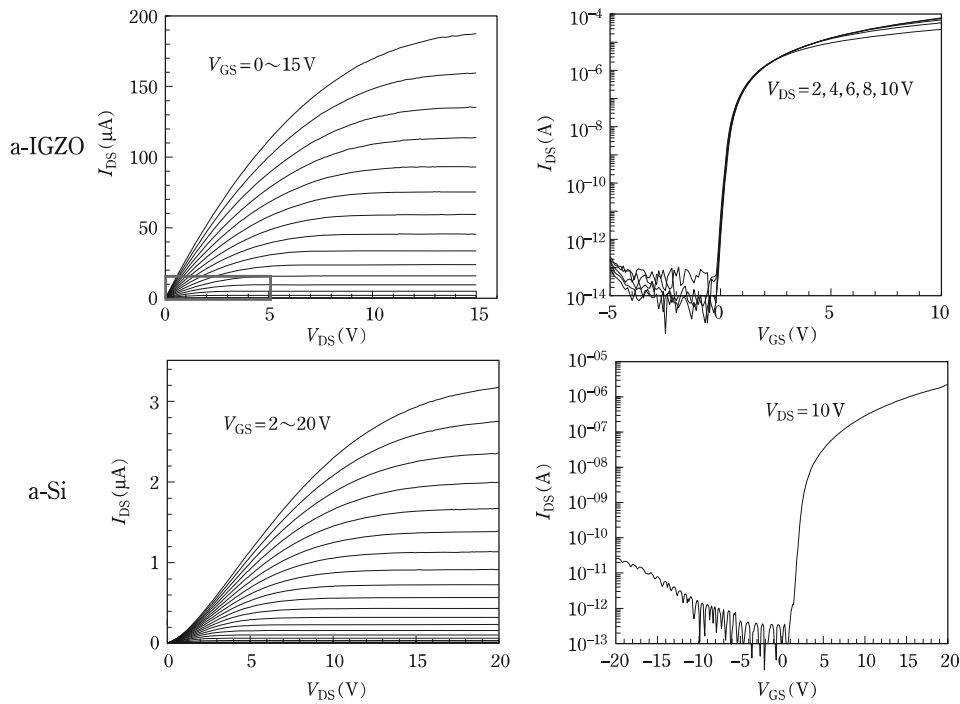 a-IGZO
200
150
100
50
0
I_DS(μA)
V_GS=0～15V
0 5 10 15
V_DS(V)
10⁻⁴
10⁻⁶
10⁻⁸
10⁻¹⁰
10⁻¹²
10⁻¹⁴
I_DS(A)
V_DS=2, 4, 6, 8, 10V
−5 0 5 10
V_GS(V)
a-Si
3
2
1
0
I_DS(μA)
V_GS=2～20V
0 5 10 15 20
V_DS(V)
10⁻⁰⁵
10⁻⁰⁶
10⁻⁰⁷
10⁻⁰⁸
10⁻⁰⁹
10⁻¹⁰
10⁻¹¹
10⁻¹²
10⁻¹³
I_DS(A)
V_DS=10V
−20 −15 −10 −5 0 5 10 15 20
V_GS(V)